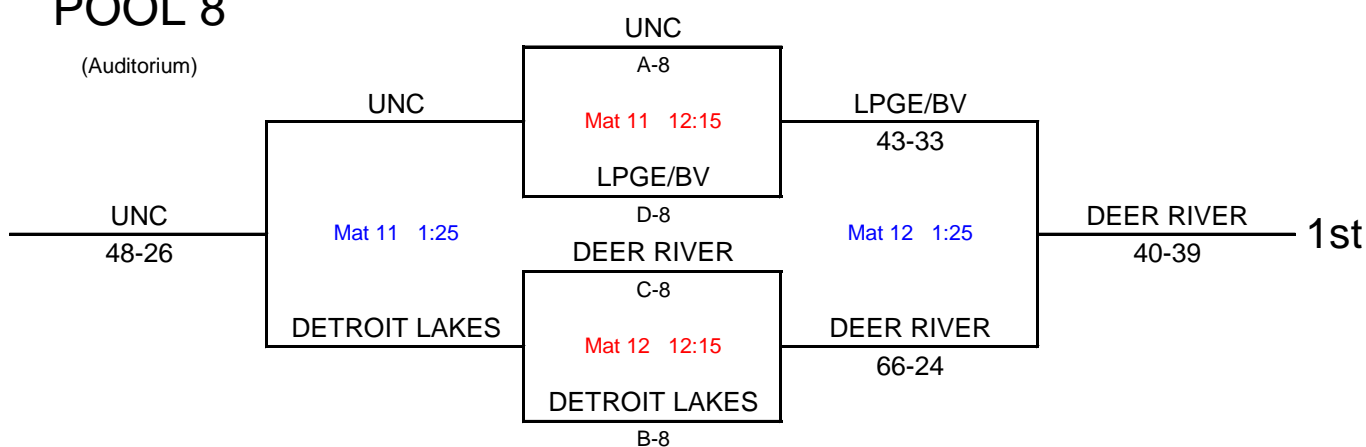 POOL 8
(Auditorium)
UNC
A-8
UNC
Mat 11 12:15
LPGE/BV
43-33
LPGE/BV
D-8
UNC
48-26
Mat 11 1:25
Mat 12 1:25
DEER RIVER
40-39
1st
DEER RIVER
C-8
DETROIT LAKES
Mat 12 12:15
DEER RIVER
66-24
DETROIT LAKES
B-8